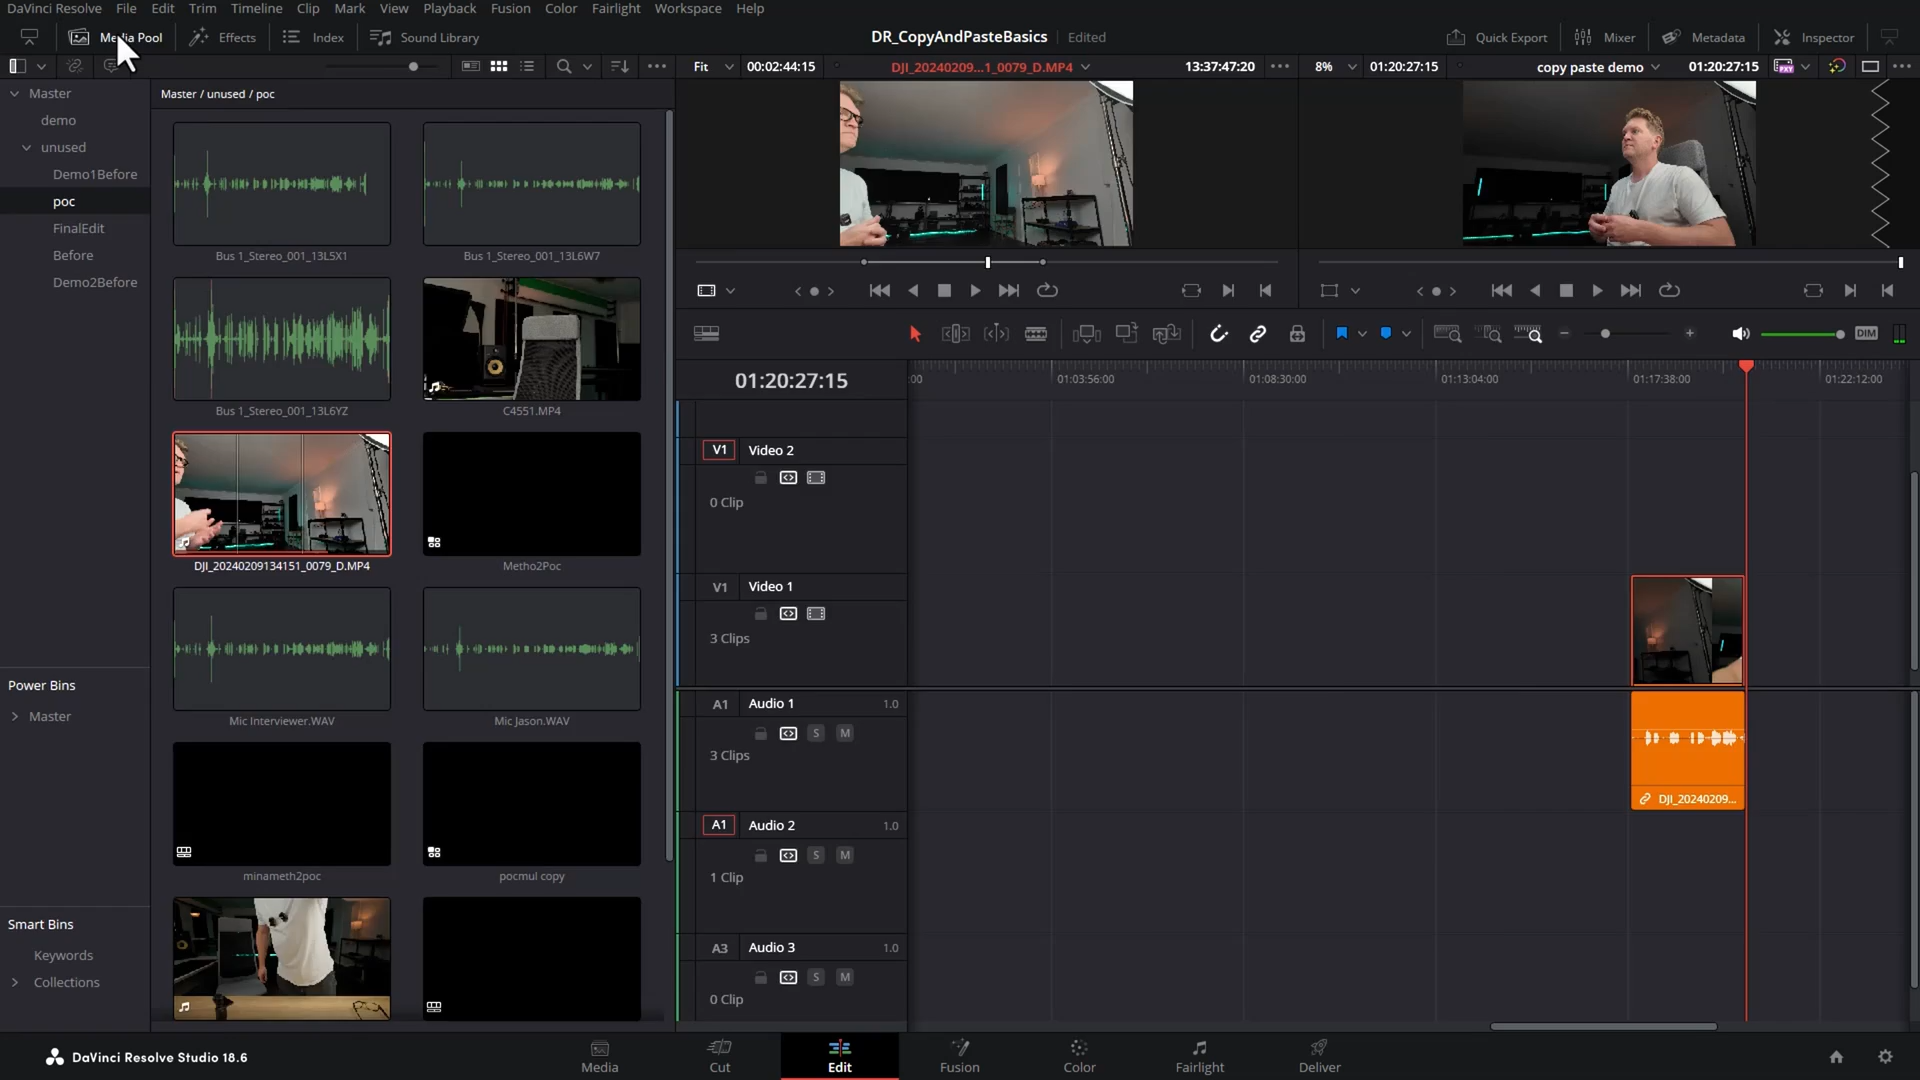 DaVinci Resolve File Edit Trim Timeline Clip Mark View Playback Fusion Color Fairlight Workspace Help
Media Pool Effects Index Sound Library DR_CopyAndPasteBasics Edited Quick Export Mixer Metadata Inspector
Fit 00:02:44:15 DJI_20240209...1_0079_D.MP4 13:37:47:20 8% 01:20:27:15 copy paste demo 01:20:27:15
Master
demo
unused
Demo1Before
poc
FinalEdit
Before
Demo2Before
Power Bins
Master
Smart Bins
Keywords
Collections
Master / unused / poc
Bus 1_Stereo_001_13L5X1 Bus 1_Stereo_001_13L6W7
Bus 1_Stereo_001_13L6YZ C4551.MP4
DJI_20240209134151_0079_D.MP4 Metho2Poc
Mic Interviewer.WAV Mic Jason.WAV
minameth2poc pocmul copy
DIM
01:20:27:15 :00 01:03:56:00 01:08:30:00 01:13:04:00 01:17:38:00 01:22:12:00
V1 Video 2
0 Clip
V1 Video 1
3 Clips
A1 Audio 1 1.0
S M
3 Clips
DJI_20240209...
A1 Audio 2 1.0
S M
1 Clip
A3 Audio 3 1.0
S M
0 Clip
DaVinci Resolve Studio 18.6
Media Cut Edit Fusion Color Fairlight Deliver